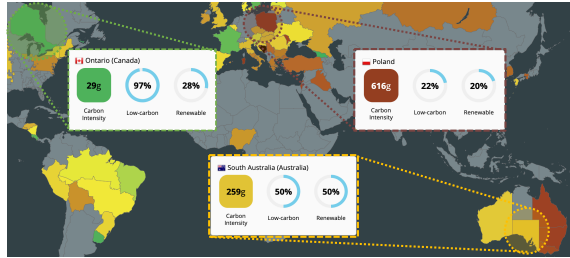 Ontario (Canada)
29g 97% 28%
Carbon Intensity Low-carbon Renewable
Poland
616g 22% 20%
Carbon Intensity Low-carbon Renewable
South Australia (Australia)
259g 50% 50%
Carbon Intensity Low-carbon Renewable